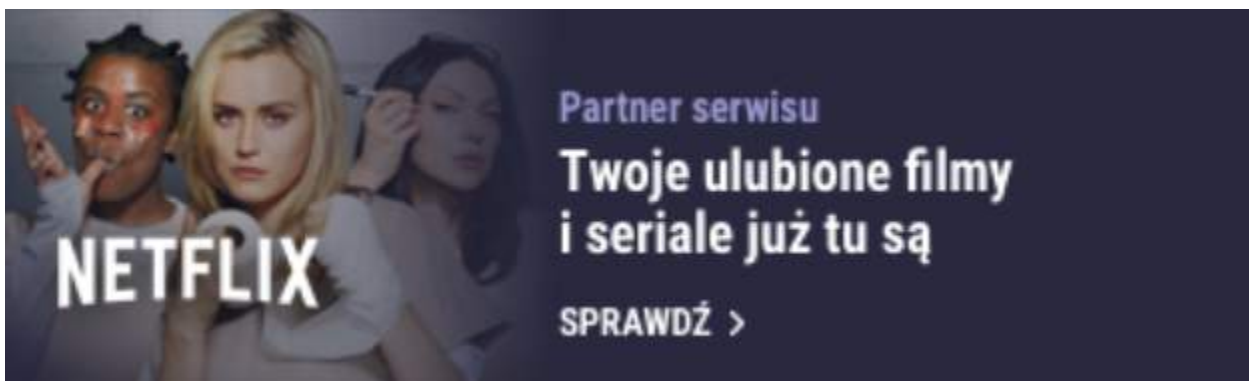 NETFLIX
Partner serwisu
Twoje ulubione filmy
i seriale już tu są
SPRAWDŹ >